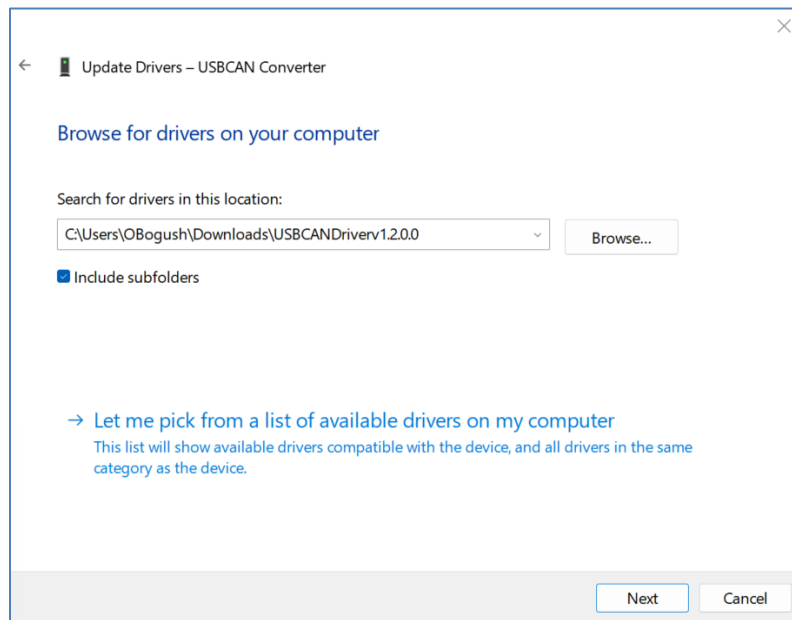 Update Drivers – USBCAN Converter
Browse for drivers on your computer
Search for drivers in this location:
C:\Users\OBogush\Downloads\USBCANDriverv1.2.0.0
Browse...
Include subfolders
Let me pick from a list of available drivers on my computer
This list will show available drivers compatible with the device, and all drivers in the same
category as the device.
Next
Cancel